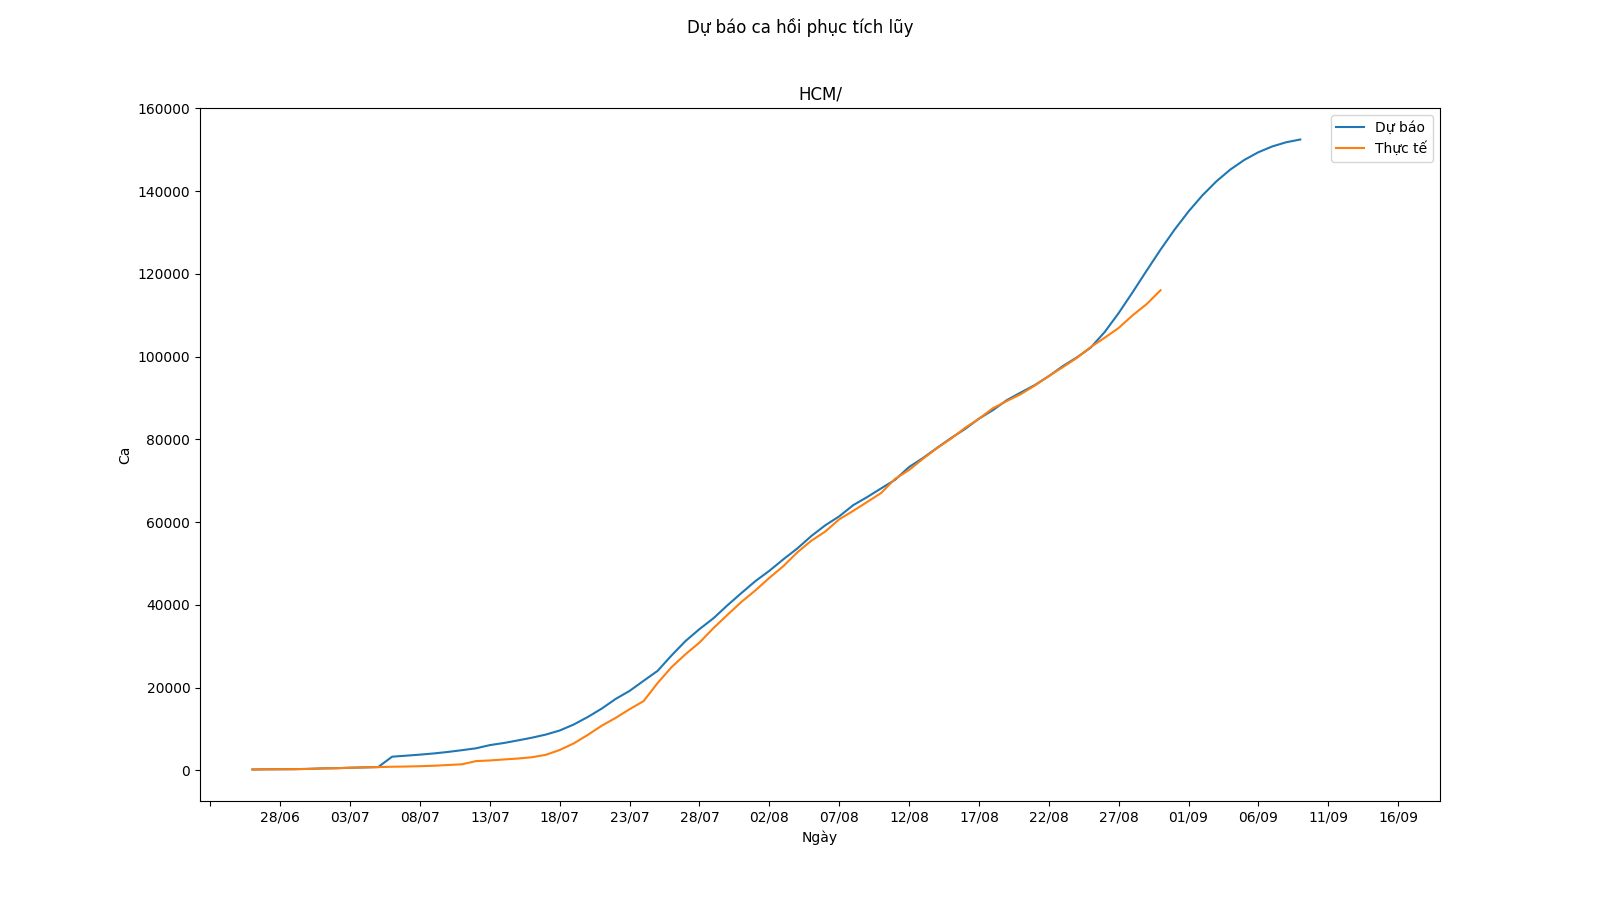 Dự báo ca hồi phục tích lũy
HCM/
Dự báo
Thực tế
160000
140000
120000
100000
80000
60000
40000
20000
0
Ca
28/06 03/07 08/07 13/07 18/07 23/07 28/07 02/08 07/08 12/08 17/08 22/08 27/08 01/09 06/09 11/09 16/09
Ngày